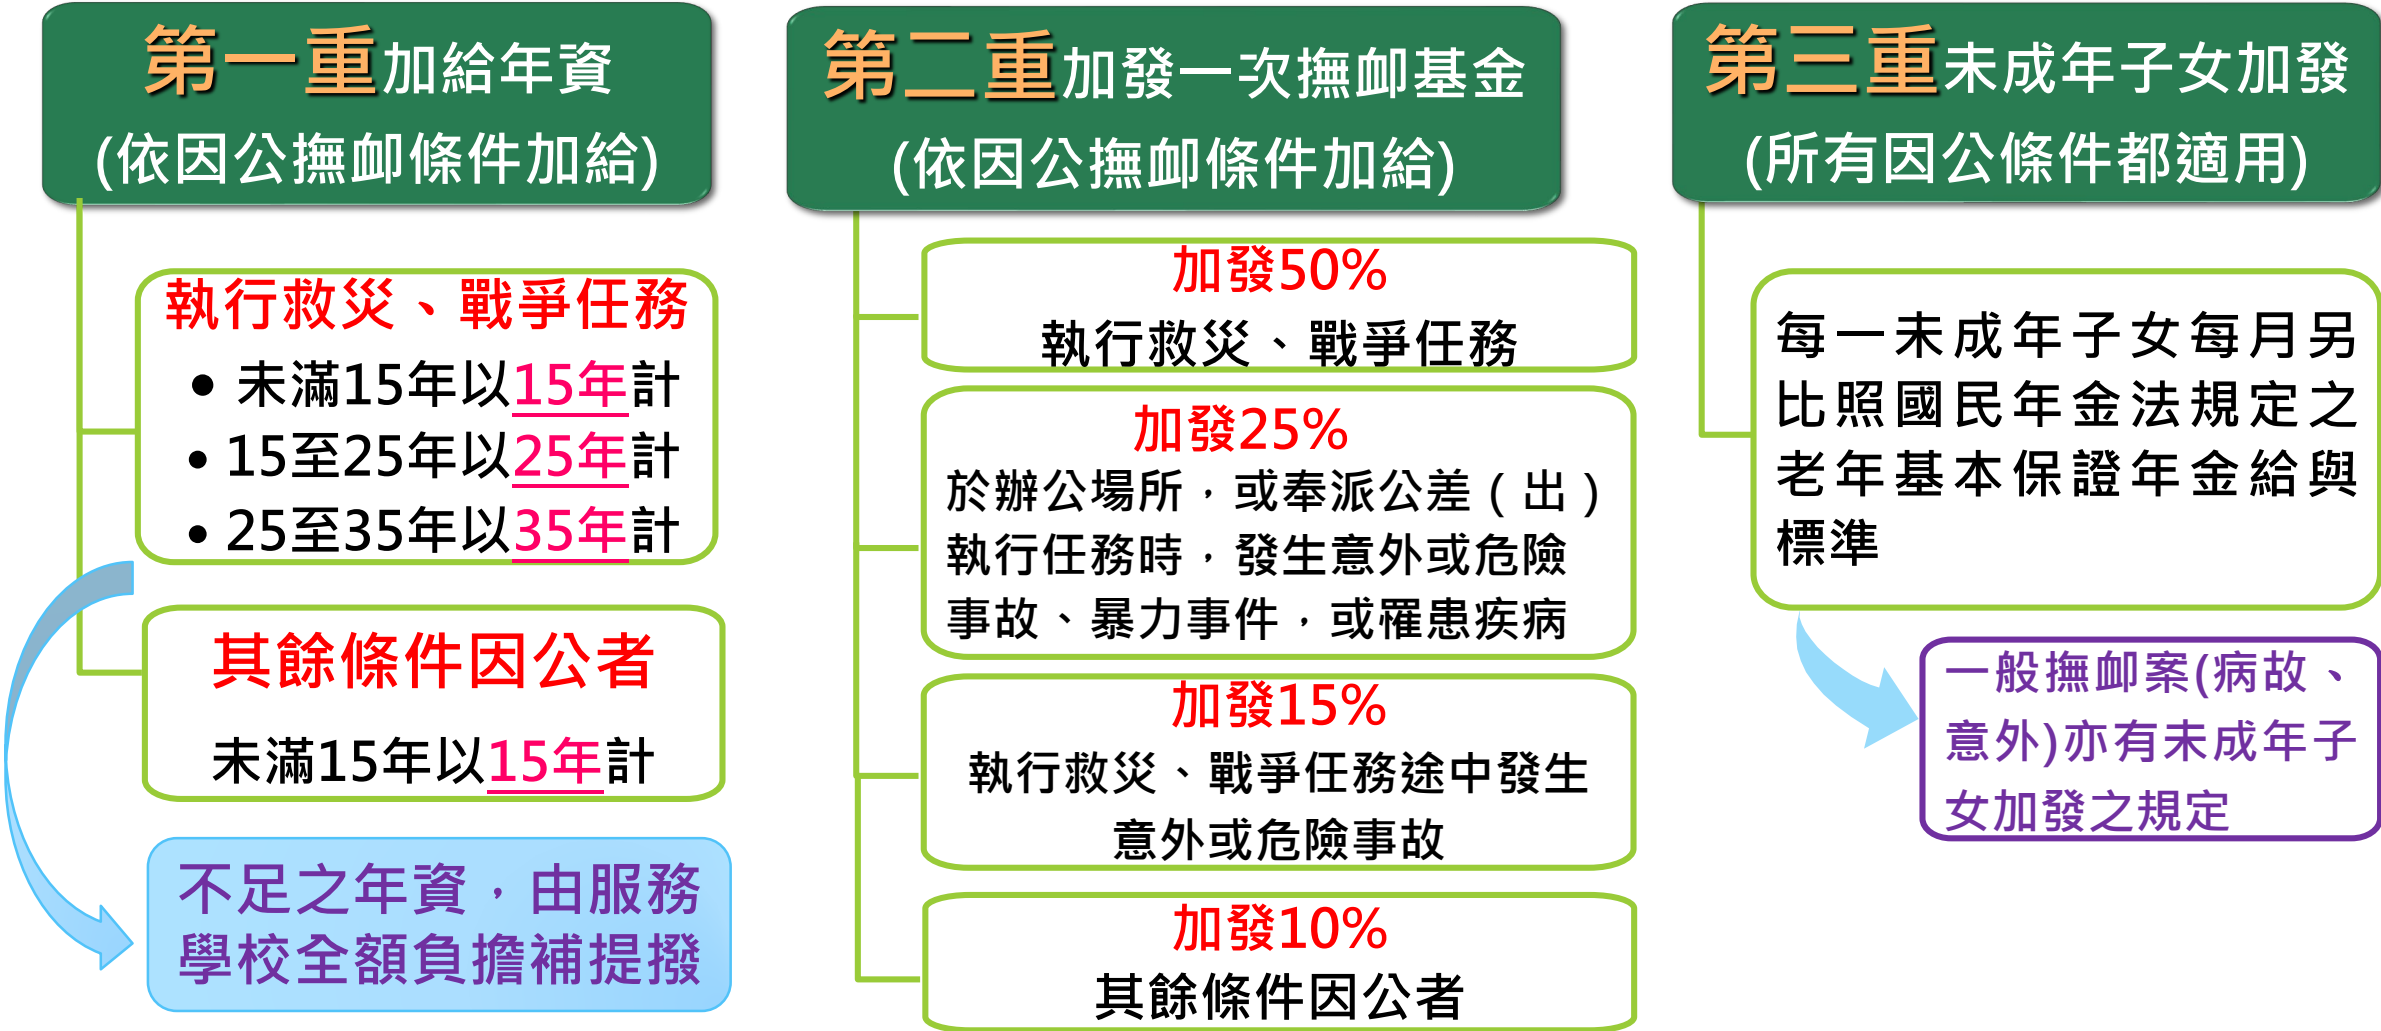 第一重加給年資
(依因公撫卹條件加給)
執行救災、戰爭任務
• 未滿15年以15年計
• 15至25年以25年計
• 25至35年以35年計
其餘條件因公者
未滿15年以15年計
不足之年資，由服務
學校全額負擔補提撥
第二重加發一次撫卹基金
(依因公撫卹條件加給)
加發50%
執行救災、戰爭任務
加發25%
於辦公場所，或奉派公差（出）
執行任務時，發生意外或危險
事故、暴力事件，或罹患疾病
加發15%
執行救災、戰爭任務途中發生
意外或危險事故
加發10%
其餘條件因公者
第三重未成年子女加發
(所有因公條件都適用)
每一未成年子女每月另
比照國民年金法規定之
老年基本保證年金給與
標準
一般撫卹案(病故、
意外)亦有未成年子
女加發之規定